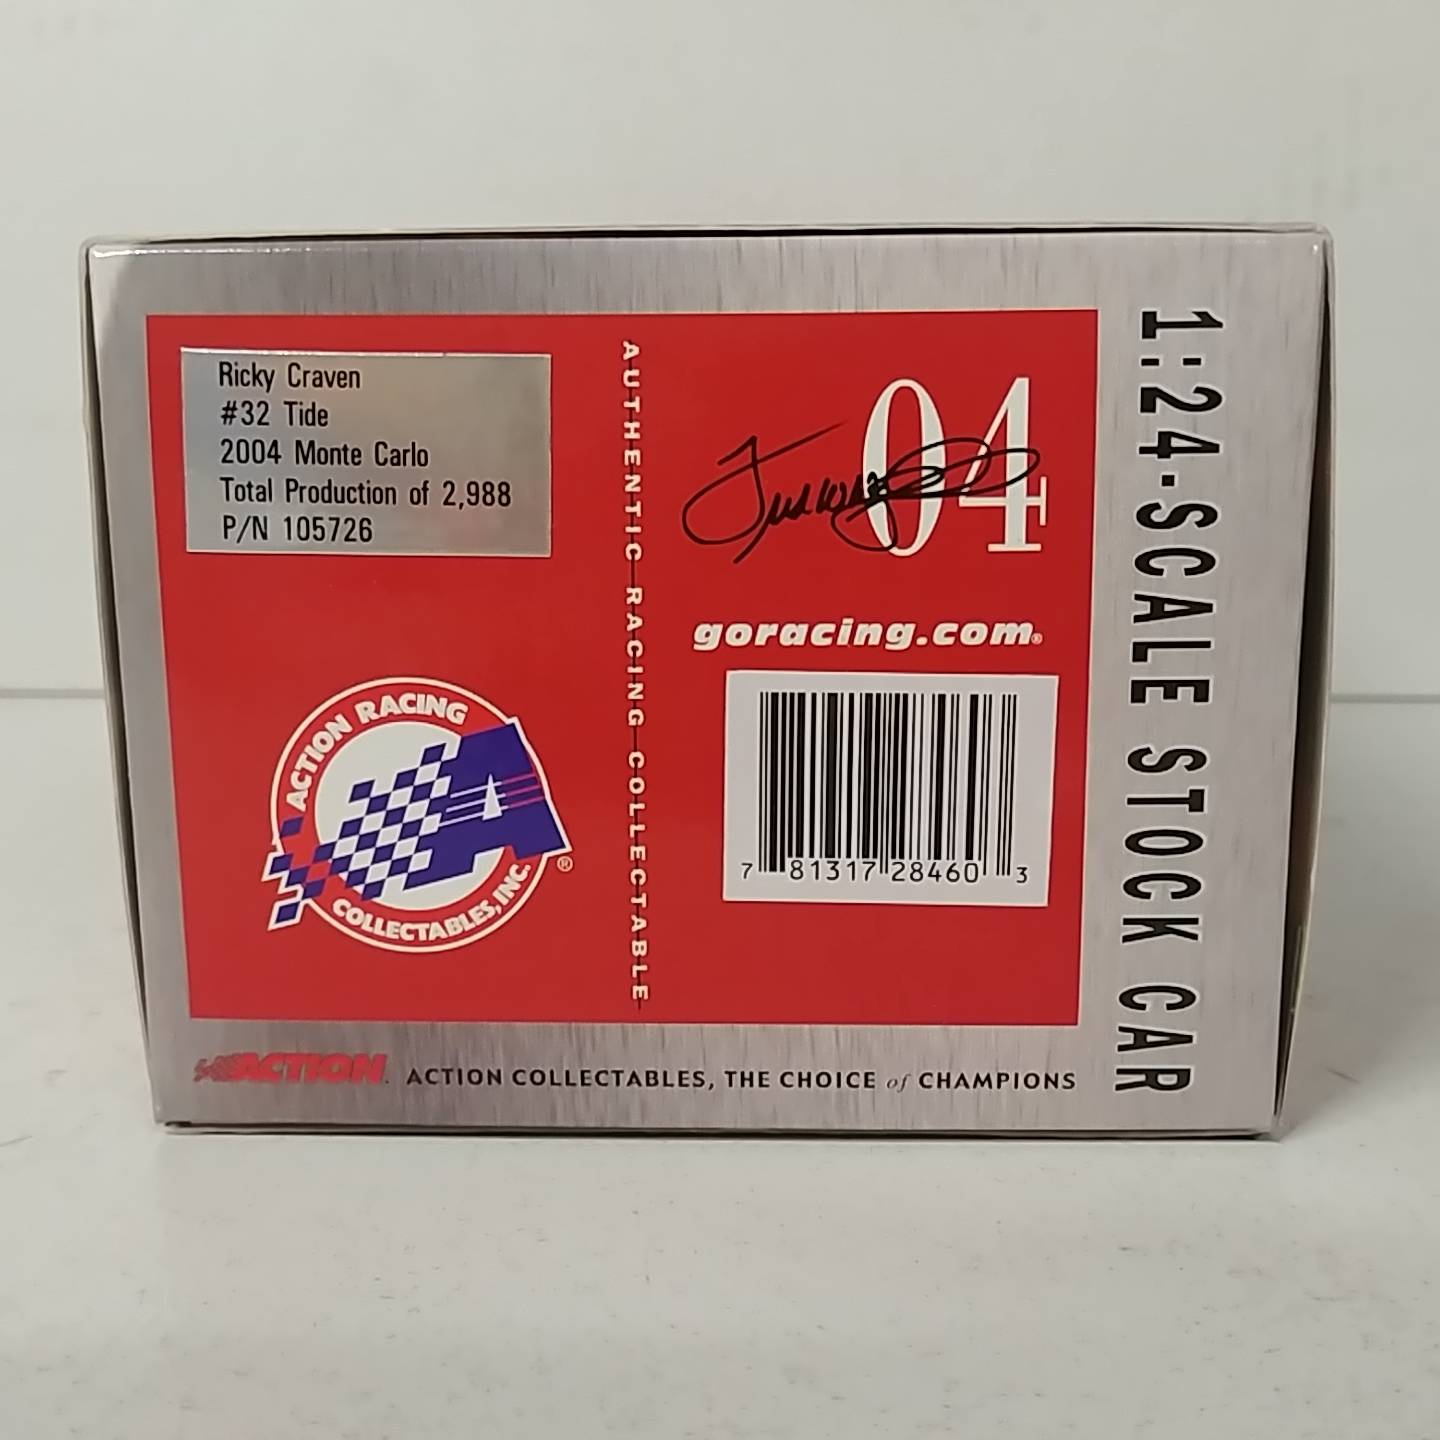 Ricky Craven
#32 Tide
2004 Monte Carlo
Total Production of 2,988
P/N 105726
AUTHENTIC RACING COLLECTABLE
04
goracing.com®
7 81317 28460 3
ACTION RACING
COLLECTABLES, INC.
®
1:24-SCALE STOCK CAR
ACTION. ACTION COLLECTABLES, THE CHOICE of CHAMPIONS